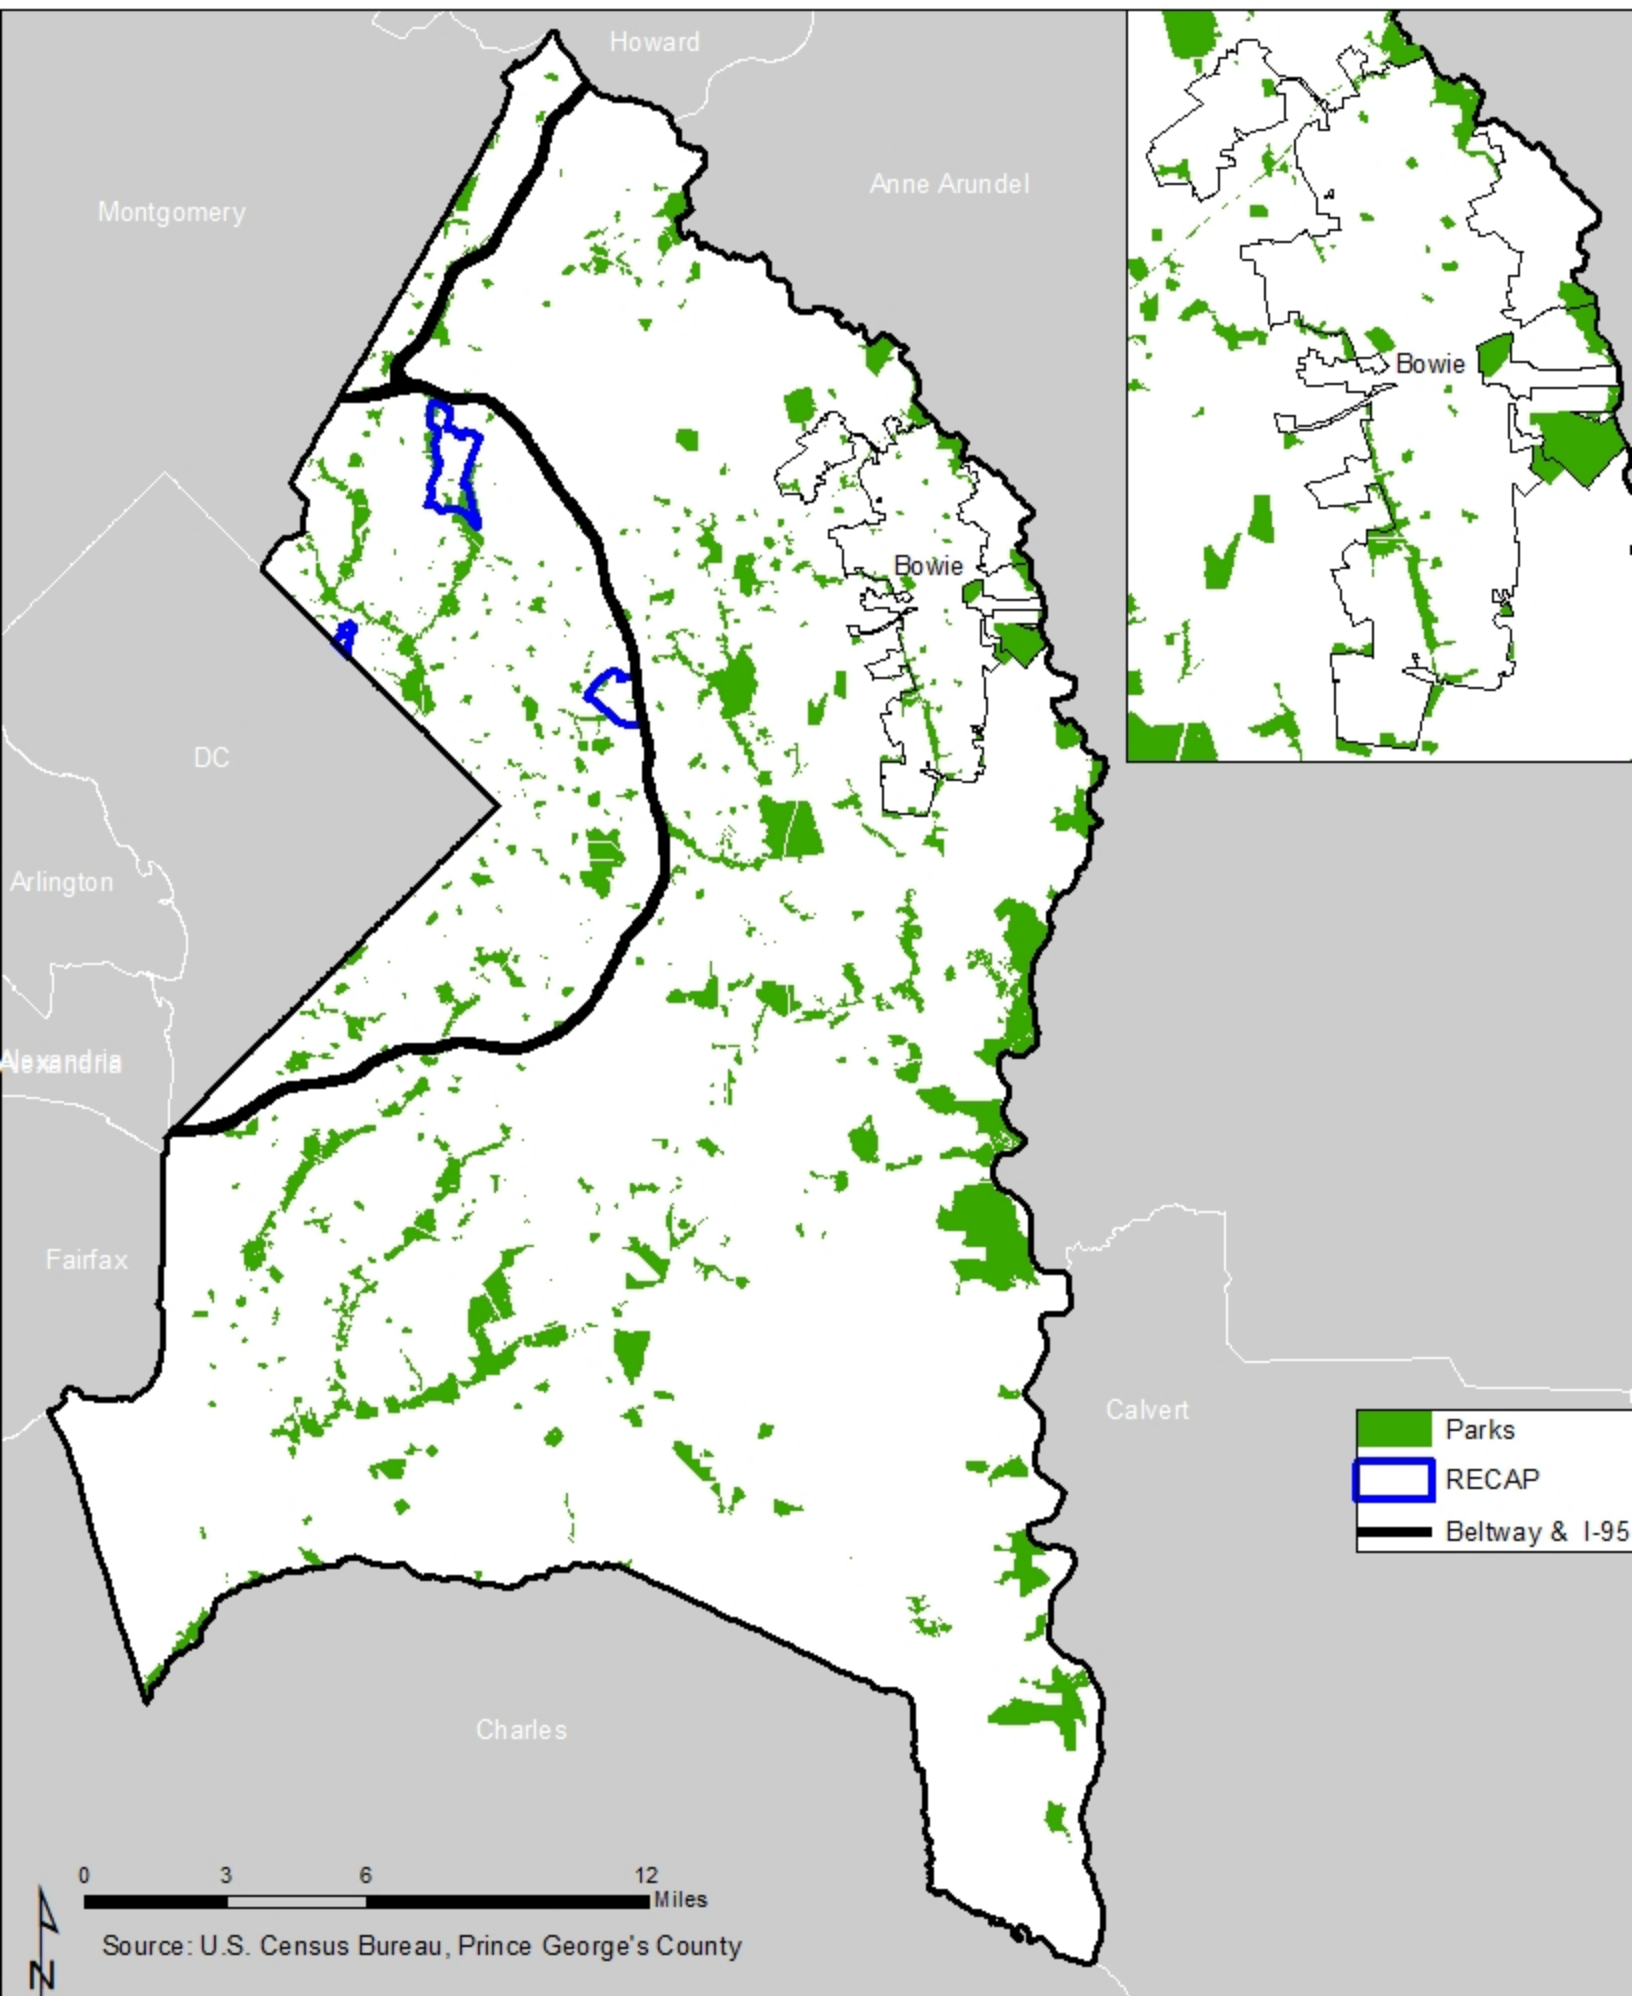 Howard
Anne Arundel
Montgomery
Bowie
Bowie
DC
Arlington
Alexandria
Fairfax
Calvert
Parks
RECAP
Beltway & I-95
Charles
0 3 6 12
Miles
Source: U.S. Census Bureau, Prince George's County
N